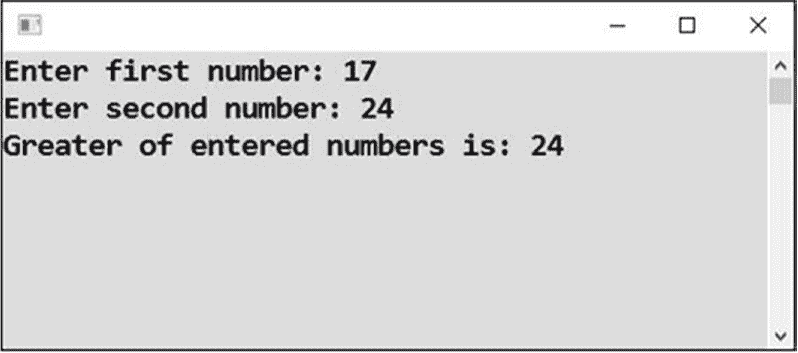 Enter first number: 17
Enter second number: 24
Greater of entered numbers is: 24